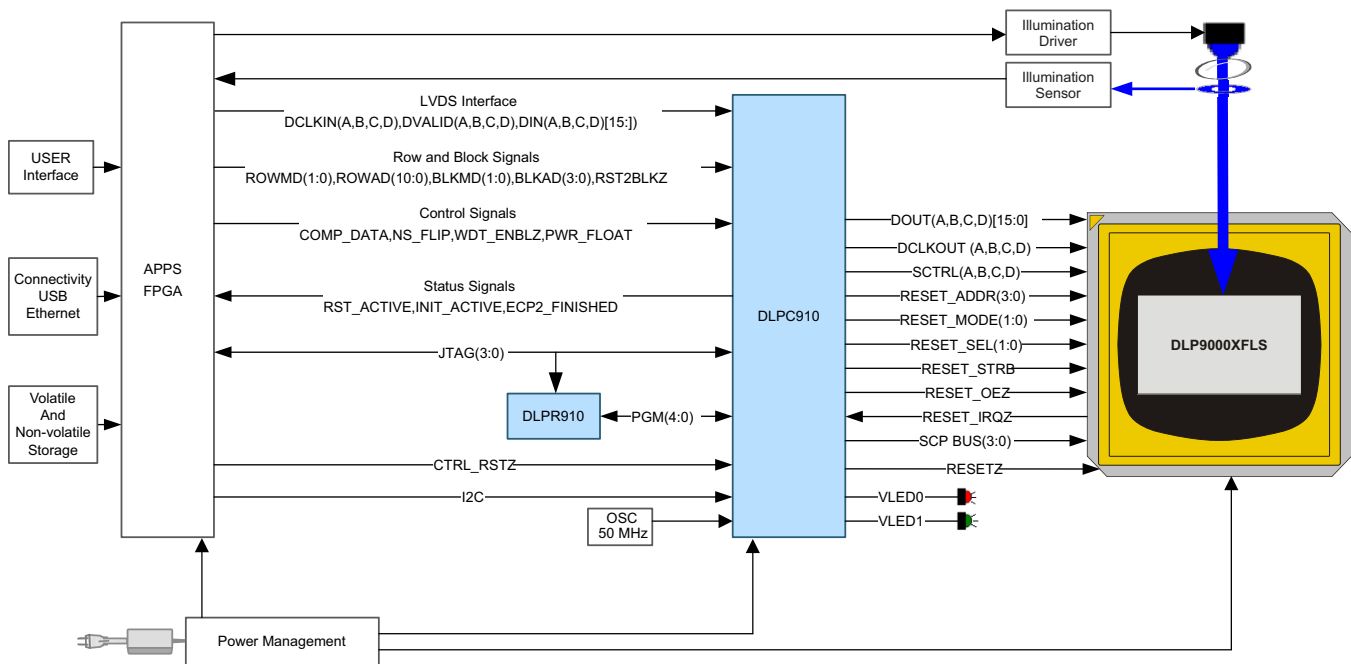 Illumination
Driver
Illumination
Sensor
LVDS Interface
DCLKIN(A,B,C,D),DVALID(A,B,C,D),DIN(A,B,C,D)[15:])
USER
Interface
Row and Block Signals
ROWMD(1:0),ROWAD(10:0),BLKMD(1:0),BLKAD(3:0),RST2BLKZ
Control Signals
COMP_DATA,NS_FLIP,WDT_ENBLZ,PWR_FLOAT
APPS
FPGA
Connectivity
USB
Ethernet
Status Signals
RST_ACTIVE,INIT_ACTIVE,ECP2_FINISHED
DLPC910
JTAG(3:0)
DLPR910
PGM(4:0)
Volatile
And
Non-volatile
Storage
CTRL_RSTZ
I2C
OSC
50 MHz
DOUT(A,B,C,D)[15:0]
DCLKOUT (A,B,C,D)
SCTRL(A,B,C,D)
RESET_ADDR(3:0)
RESET_MODE(1:0)
RESET_SEL(1:0)
RESET_STRB
RESET_OEZ
RESET_IRQZ
SCP BUS(3:0)
RESETZ
VLED0
VLED1
DLP9000XFLS
Power Management